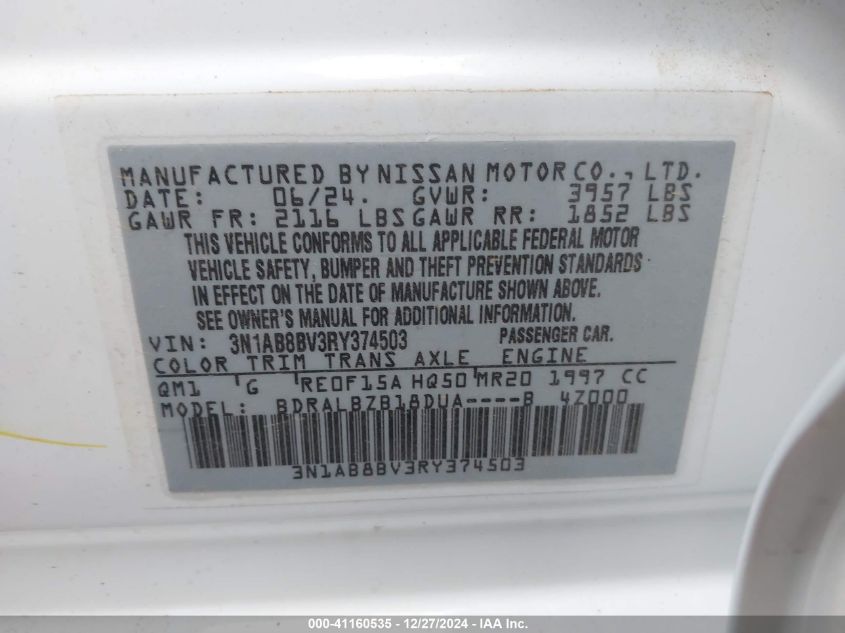 MANUFACTURED BY NISSAN MOTOR CO., LTD.
DATE: 06/24. GVWR: 3957 LBS
GAWR FR: 2116 LBS GAWR RR: 1852 LBS
THIS VEHICLE CONFORMS TO ALL APPLICABLE FEDERAL MOTOR
VEHICLE SAFETY, BUMPER AND THEFT PREVENTION STANDARDS
IN EFFECT ON THE DATE OF MANUFACTURE SHOWN ABOVE.
SEE OWNER'S MANUAL FOR ADDITIONAL INFORMATION.
VIN: 3N1AB8BV3RY374503 PASSENGER CAR.
COLOR TRIM TRANS AXLE ENGINE
QM1 G RE0F15A HQ50 MR20 1997 CC
MODEL: BDRALBZB18DUA----B 4Z000
3N1AB8BV3RY374503
000-41160535 - 12/27/2024 - IAA Inc.